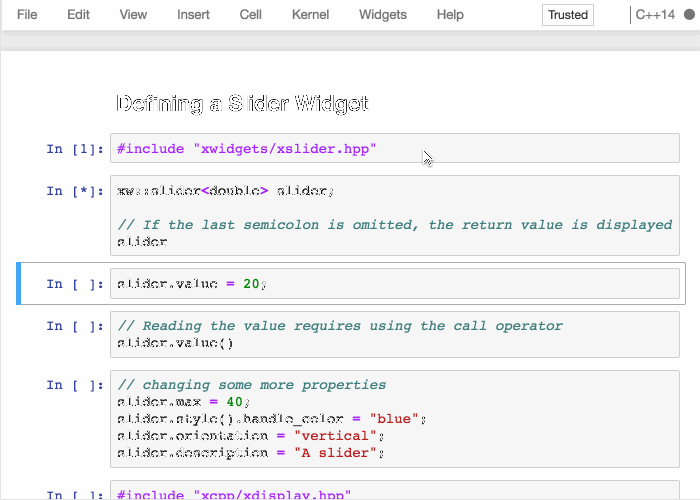 File Edit View Insert Cell Kernel Widgets Help Trusted C++14
Defining a Slider Widget
In [1]: #include "xwidgets/xslider.hpp"
In [*]: xw::slider<double> slider;
// If the last semicolon is omitted, the return value is displayed
slider
In [ ]: slider.value = 20;
In [ ]: // Reading the value requires using the call operator
slider.value()
In [ ]: // changing some more properties
slider.max = 40;
slider.style().handle_color = "blue";
slider.orientation = "vertical";
slider.description = "A slider";
In [ ]: #include "xcpp/xdisplay.hpp"